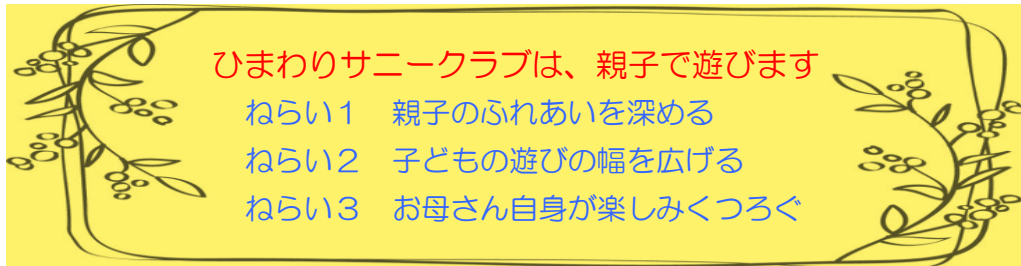 ひまわりサニークラブは、親子で遊びます
ねらい１　親子のふれあいを深める
ねらい２　子どもの遊びの幅を広げる
ねらい３　お母さん自身が楽しみくつろぐ